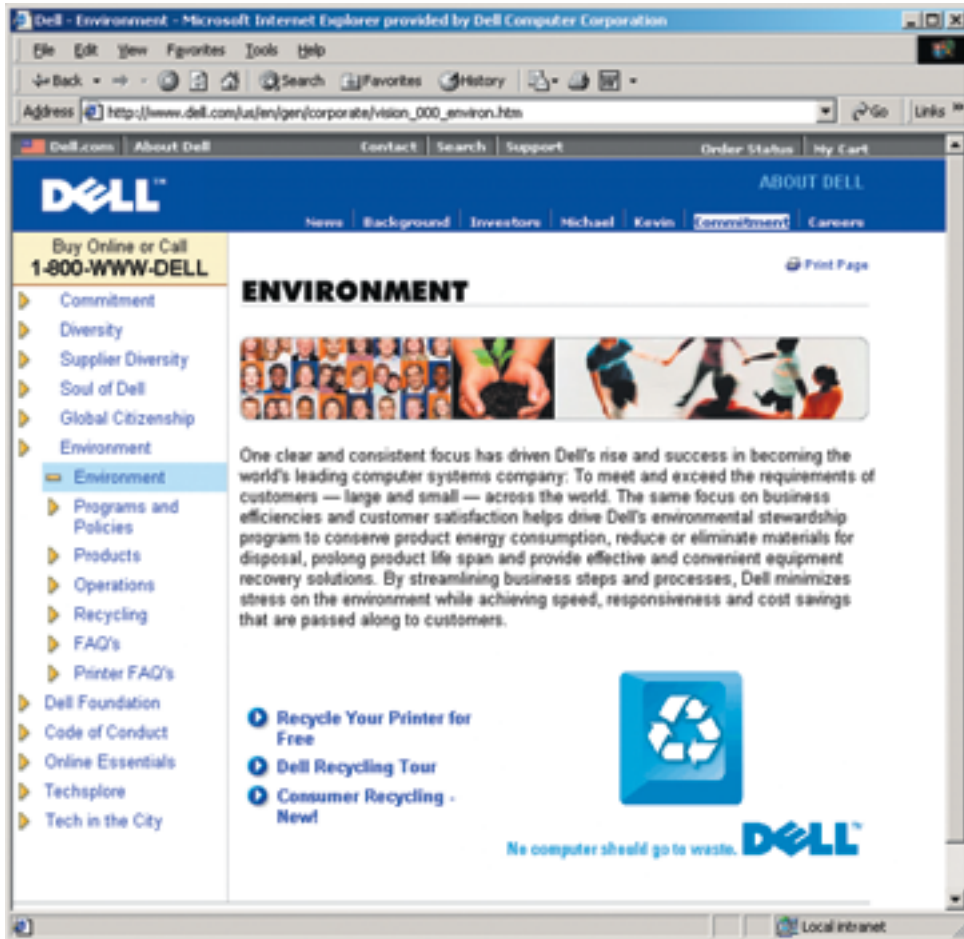 Dell - Environment - Microsoft Internet Explorer provided by Dell Computer Corporation
File Edit View Favorites Tools Help
Back Search Favorites History
Address http://www.dell.com/us/en/gen/corporate/vision_000_environ.htm Go Links »
Dell.com About Dell Contact Search Support Order Status My Cart
DELL™
ABOUT DELL
News Background Investors Michael Kevin Commitment Careers
Buy Online or Call
1-800-WWW-DELL
Print Page
Commitment
Diversity
Supplier Diversity
Soul of Dell
Global Citizenship
Environment
Environment
Programs and
Policies
Products
Operations
Recycling
FAQ's
Printer FAQ's
Dell Foundation
Code of Conduct
Online Essentials
Techsplore
Tech in the City
ENVIRONMENT
One clear and consistent focus has driven Dell's rise and success in becoming the
world's leading computer systems company: To meet and exceed the requirements of
customers — large and small — across the world. The same focus on business
efficiencies and customer satisfaction helps drive Dell's environmental stewardship
program to conserve product energy consumption, reduce or eliminate materials for
disposal, prolong product life span and provide effective and convenient equipment
recovery solutions. By streamlining business steps and processes, Dell minimizes
stress on the environment while achieving speed, responsiveness and cost savings
that are passed along to customers.
Recycle Your Printer for
Free
Dell Recycling Tour
Consumer Recycling -
New!
No computer should go to waste. DELL™
Local intranet